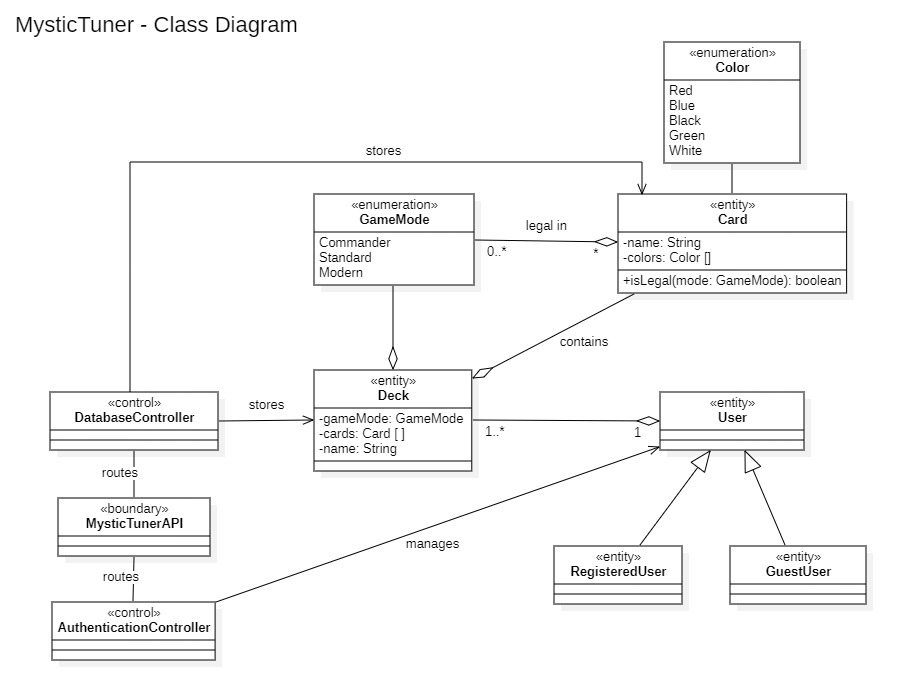 MysticTuner - Class Diagram
«enumeration»
Color
Red
Blue
Black
Green
White
stores
«enumeration»
GameMode
Commander
Standard
Modern
legal in
0..*
*
«entity»
Card
-name: String
-colors: Color []
+isLegal(mode: GameMode): boolean
contains
«control»
DatabaseController
stores
«entity»
Deck
-gameMode: GameMode
-cards: Card [ ]
-name: String
1..*
1
«entity»
User
routes
«boundary»
MysticTunerAPI
manages
routes
«entity»
RegisteredUser
«entity»
GuestUser
«control»
AuthenticationController